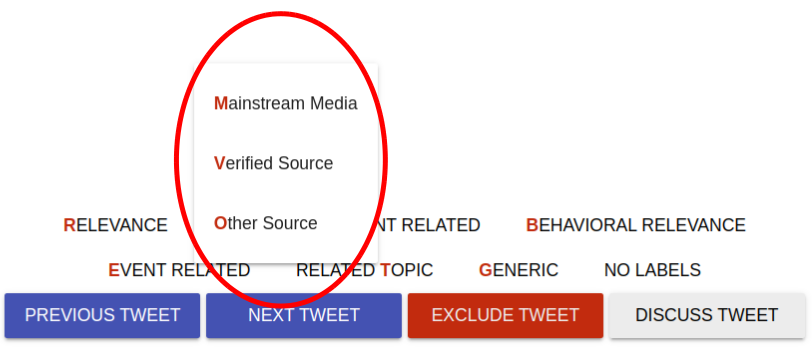 Mainstream Media
Verified Source
Other Source
RELEVANCE NT RELATED BEHAVIORAL RELEVANCE
EVENT RELATED RELATED TOPIC GENERIC NO LABELS
PREVIOUS TWEET NEXT TWEET EXCLUDE TWEET DISCUSS TWEET